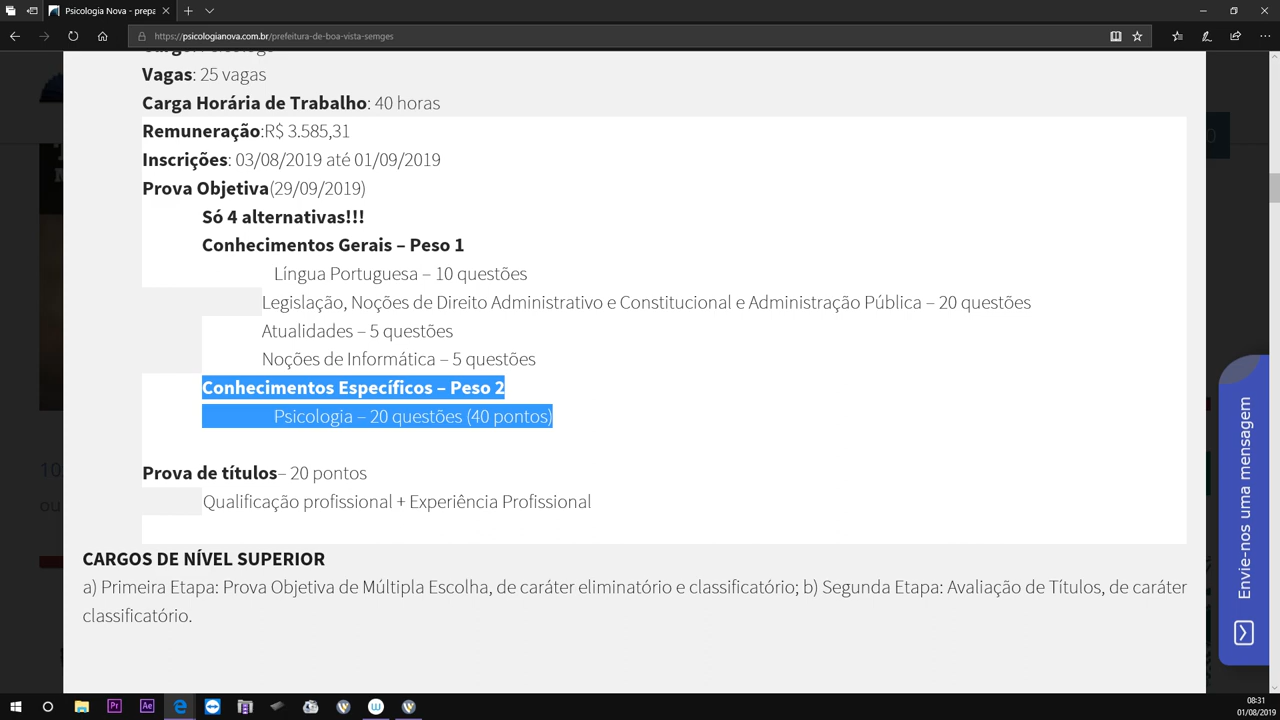 Psicologia Nova - prepa
https://psicologianova.com.br/prefeitura-de-boa-vista-semges
Vagas: 25 vagas
Carga Horária de Trabalho: 40 horas
Remuneração:R$ 3.585,31
Inscrições: 03/08/2019 até 01/09/2019
Prova Objetiva(29/09/2019)
Só 4 alternativas!!!
Conhecimentos Gerais – Peso 1
Língua Portuguesa – 10 questões
Legislação, Noções de Direito Administrativo e Constitucional e Administração Pública – 20 questões
Atualidades – 5 questões
Noções de Informática – 5 questões
Conhecimentos Específicos – Peso 2
Psicologia – 20 questões (40 pontos)
Prova de títulos– 20 pontos
Qualificação profissional + Experiência Profissional
CARGOS DE NÍVEL SUPERIOR
a) Primeira Etapa: Prova Objetiva de Múltipla Escolha, de caráter eliminatório e classificatório; b) Segunda Etapa: Avaliação de Títulos, de caráter
classificatório.
Envie-nos uma mensagem
Pr
Ae
08:31
01/08/2019